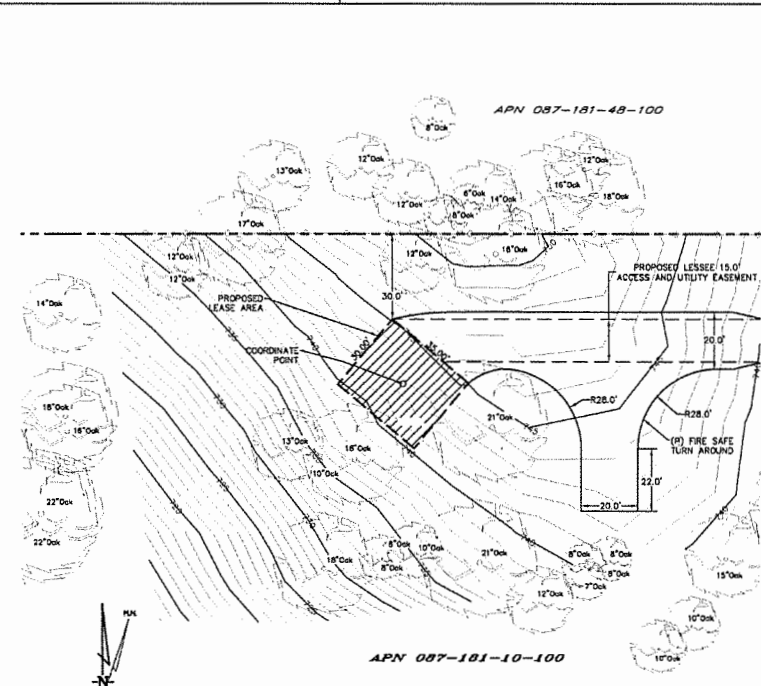 APN 087-181-48-100
8"Oak
12"Oak
13"Oak
12"Oak
12"Oak
16"Oak
18"Oak
6"Oak
14"Oak
8"Oak
17"Oak
16"Oak
12"Oak
12"Oak
12"Oak
PROPOSED LESSEE 15.0'
ACCESS AND UTILITY EASEMENT
30.0'
PROPOSED
LEASE AREA
14"Oak
30.00'
35.00'
20.0'
COORDINATE
POINT
R28.0'
R28.0'
21"Oak
(P) FIRE SAFE
TURN AROUND
18"Oak
16"Oak
13"Oak
16"Oak
10"Oak
22.0'
20.0'
22"Oak
22"Oak
18"Oak
8"Oak
10"Oak
8"Oak
21"Oak
8"Oak
8"Oak
7"Oak
12"Oak
15"Oak
10"Oak
10"Oak
M.N.
N
APN 087-181-10-100